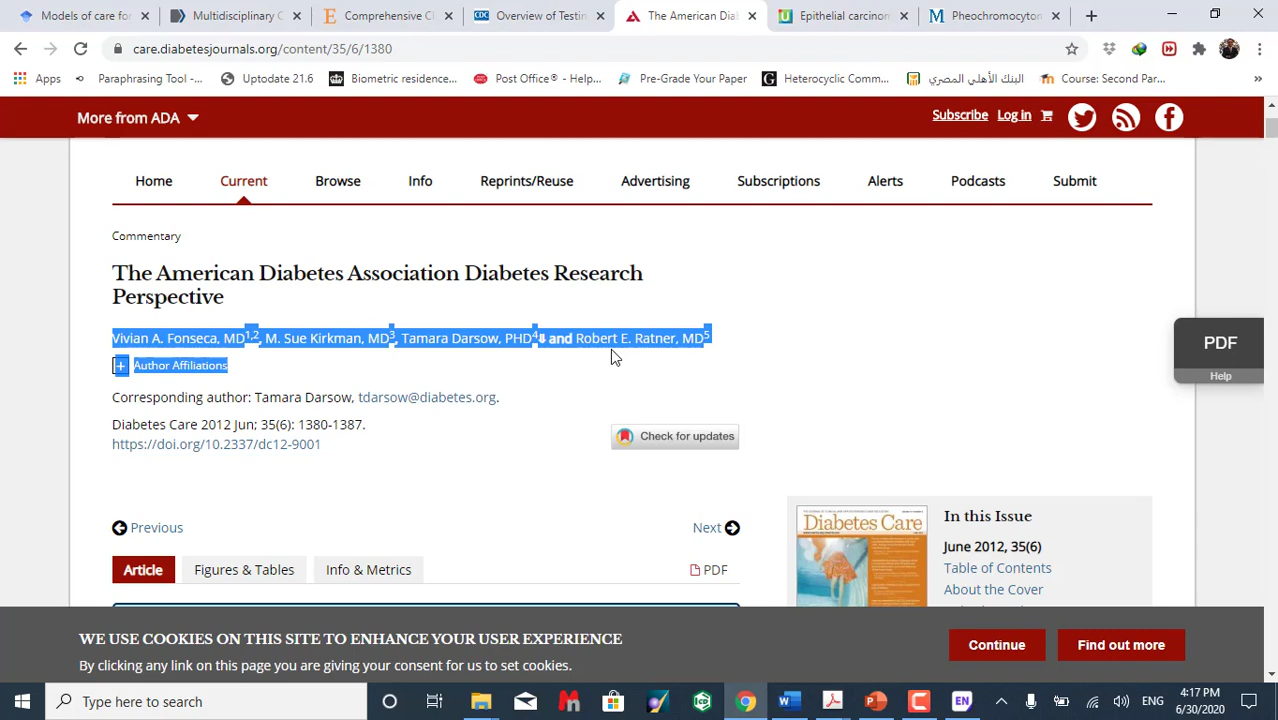 Models of care for
Multidisciplinary C
Comprehensive C
CDC
Overview of Testin
The American Dia
Epithelial carcinom
Pheochromocyton
care.diabetesjournals.org/content/35/6/1380
Apps
Paraphrasing Tool -...
Uptodate 21.6
Biometric residence...
Post Office® - Help...
Pre-Grade Your Paper
Heterocyclic Comm...
البنك الأهلي المصري
Course: Second Par...
»
More from ADA
Subscribe
Log in
Home
Current
Browse
Info
Reprints/Reuse
Advertising
Subscriptions
Alerts
Podcasts
Submit
Commentary
The American Diabetes Association Diabetes Research
Perspective
Vivian A. Fonseca, MD1,2, M. Sue Kirkman, MD3, Tamara Darsow, PHD4⇓ and Robert E. Ratner, MD5
+ Author Affiliations
Corresponding author: Tamara Darsow, tdarsow@diabetes.org.
Diabetes Care 2012 Jun; 35(6): 1380-1387.
https://doi.org/10.2337/dc12-9001
Check for updates
PDF
Help
Previous
Next
Article
Figures & Tables
Info & Metrics
PDF
Diabetes Care
In this Issue
June 2012, 35(6)
Table of Contents
About the Cover
WE USE COOKIES ON THIS SITE TO ENHANCE YOUR USER EXPERIENCE
By clicking any link on this page you are giving your consent for us to set cookies.
Continue
Find out more
Type here to search
EN
ENG
4:17 PM
6/30/2020